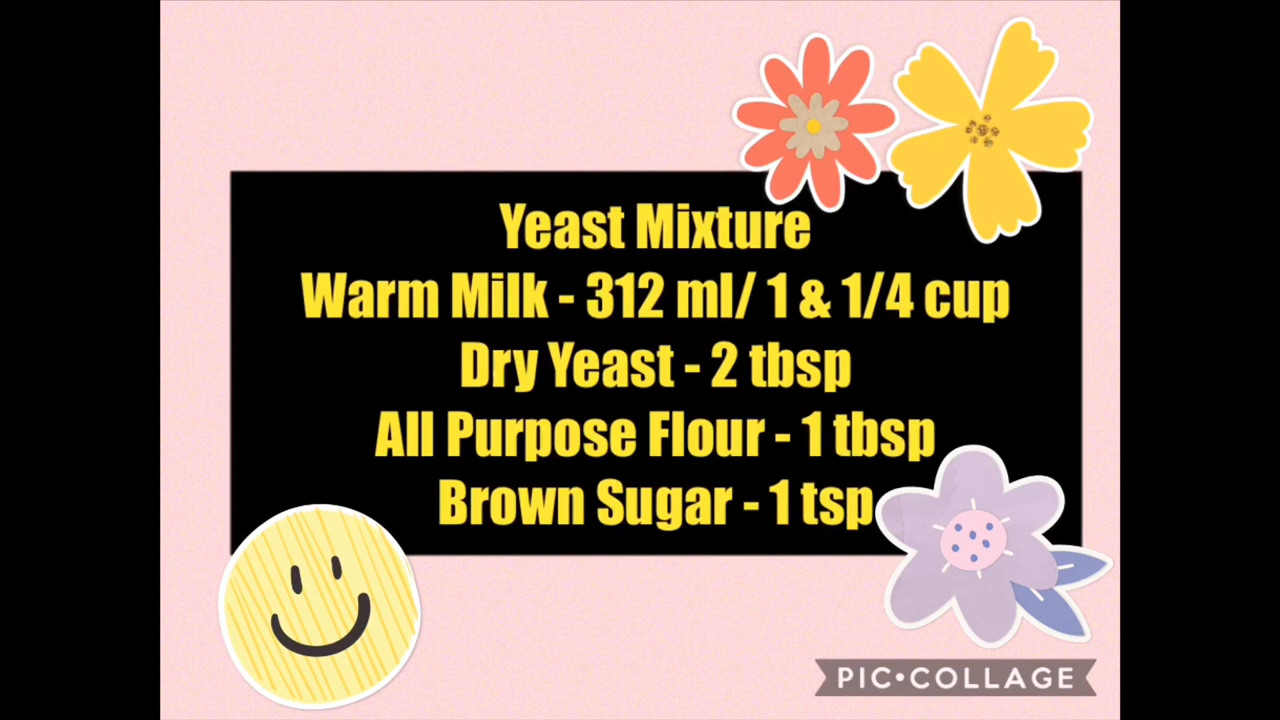 Yeast Mixture
Warm Milk - 312 ml/ 1 & 1/4 cup
Dry Yeast - 2 tbsp
All Purpose Flour - 1 tbsp
Brown Sugar - 1 tsp
PIC•COLLAGE